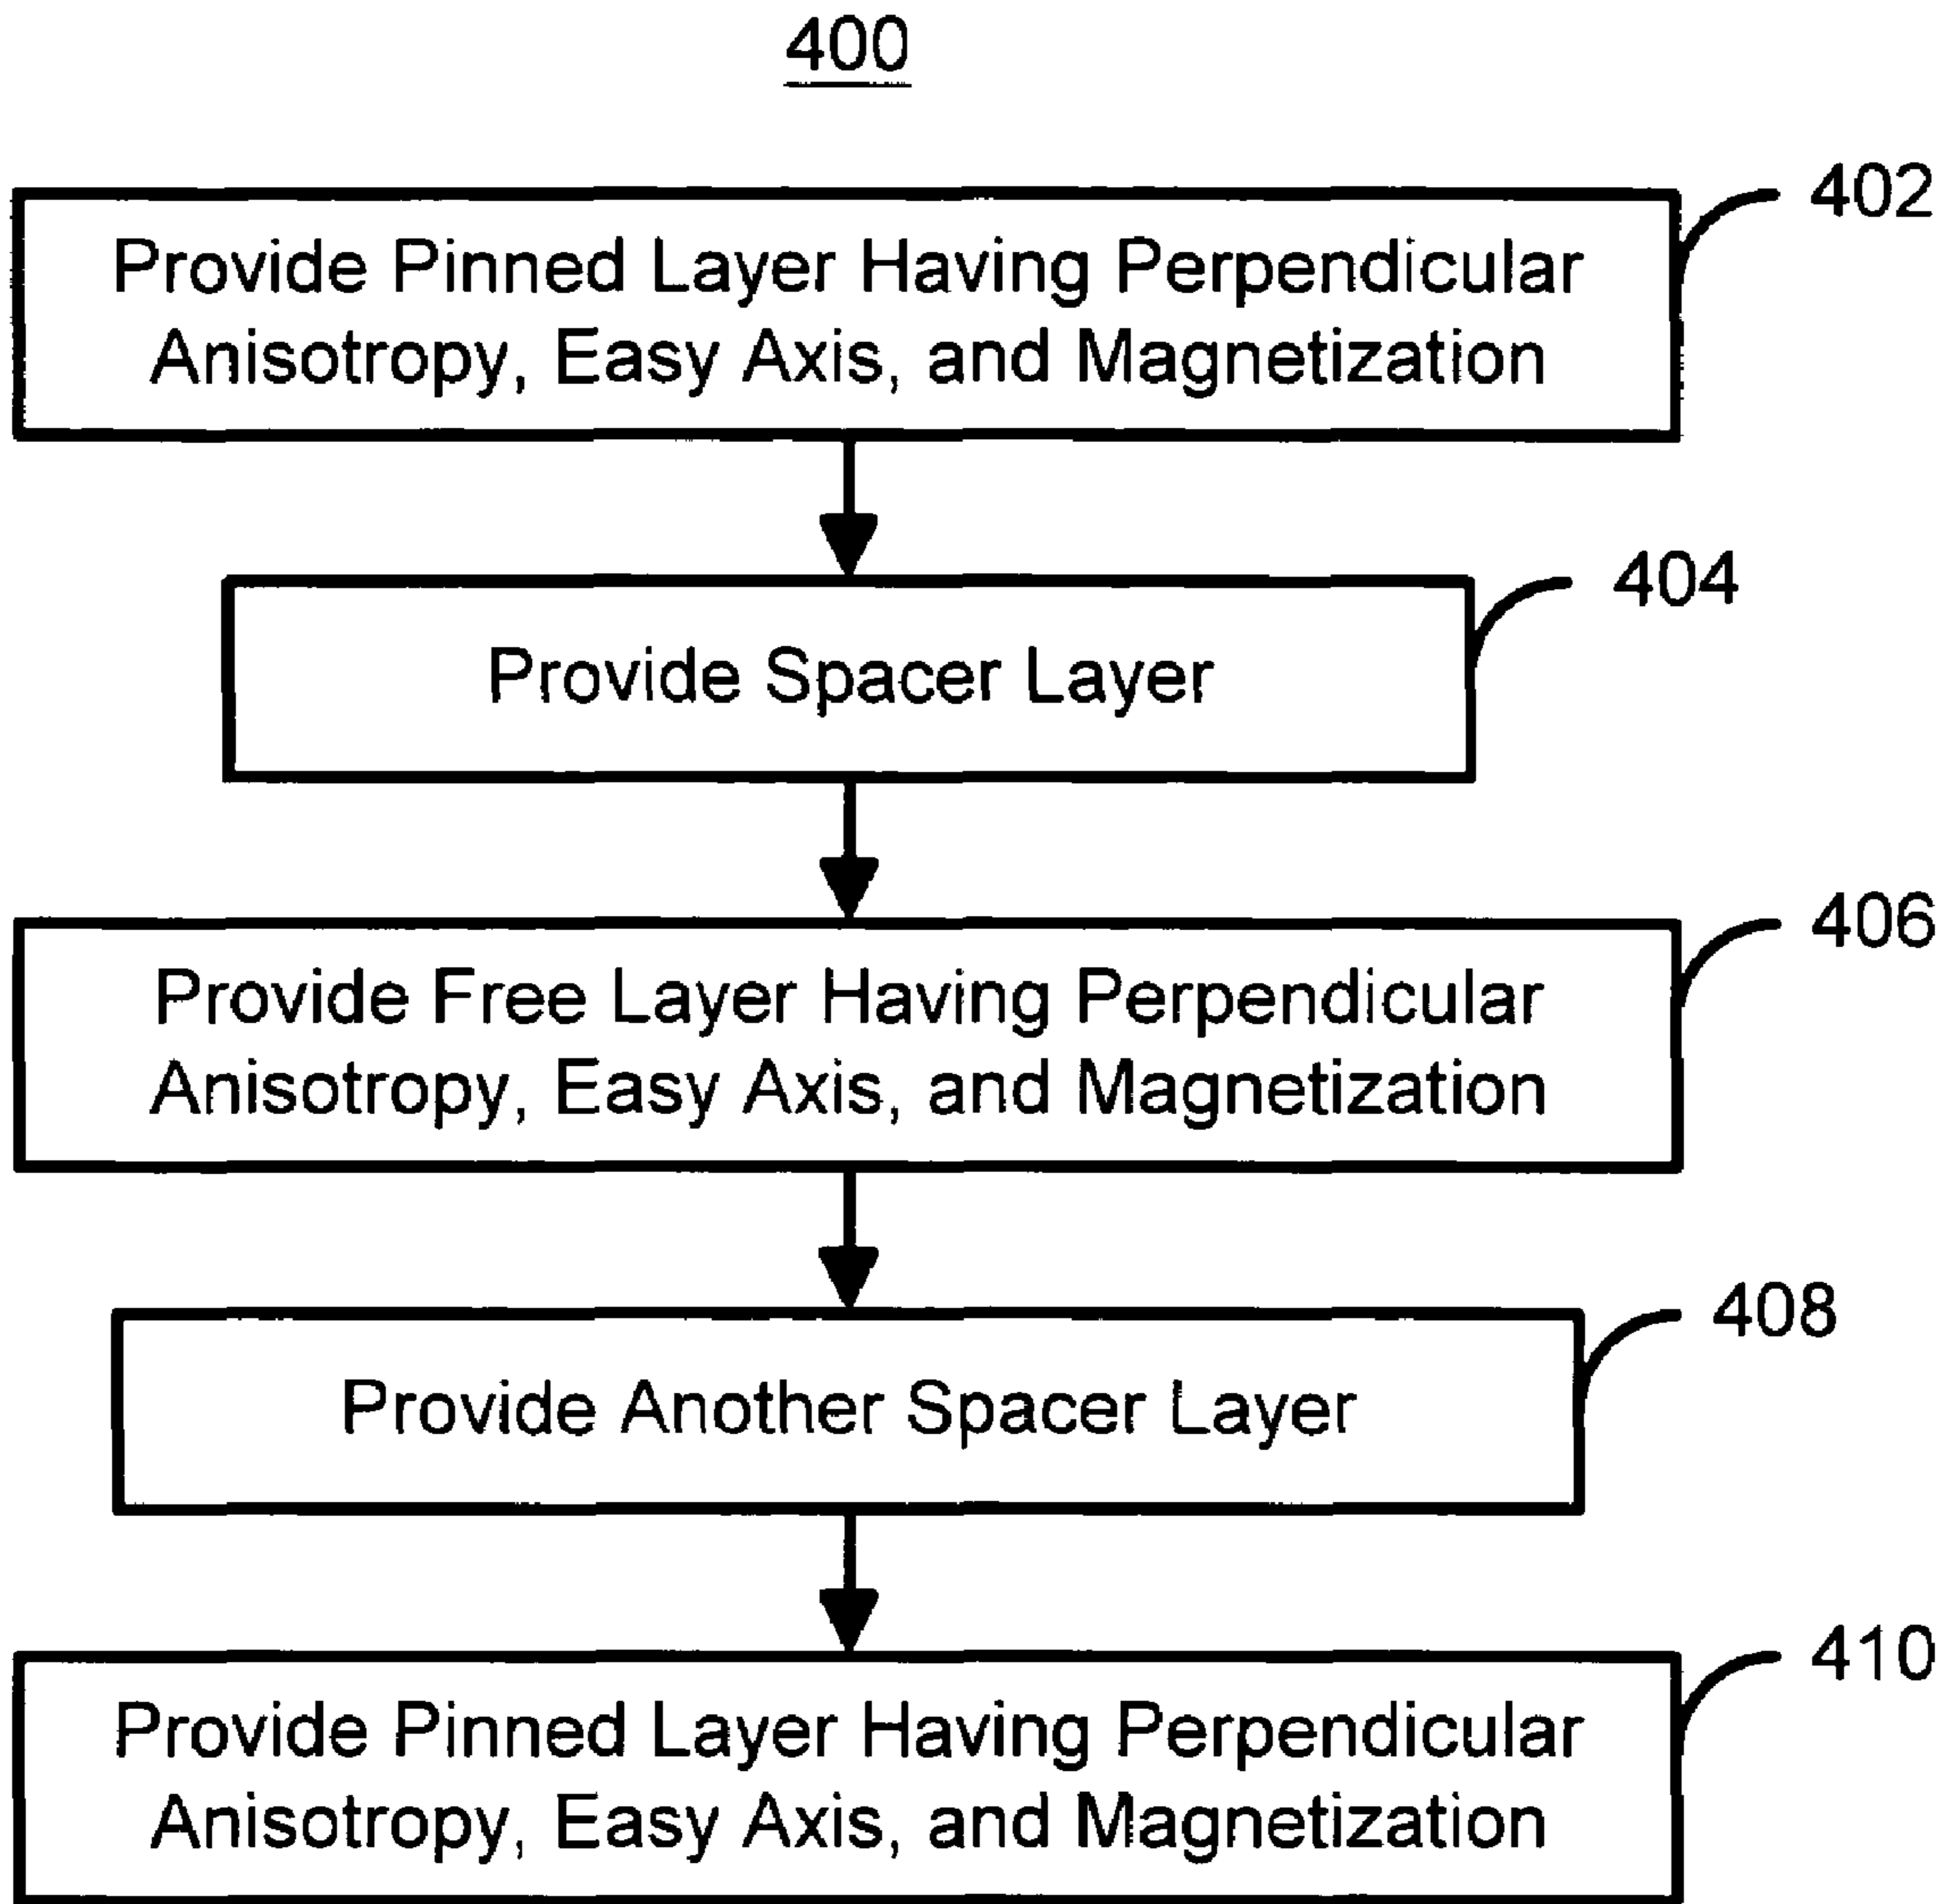 400
402
Provide Pinned Layer Having Perpendicular
Anisotropy, Easy Axis, and Magnetization
404
Provide Spacer Layer
406
Provide Free Layer Having Perpendicular
Anisotropy, Easy Axis, and Magnetization
408
Provide Another Spacer Layer
410
Provide Pinned Layer Having Perpendicular
Anisotropy, Easy Axis, and Magnetization